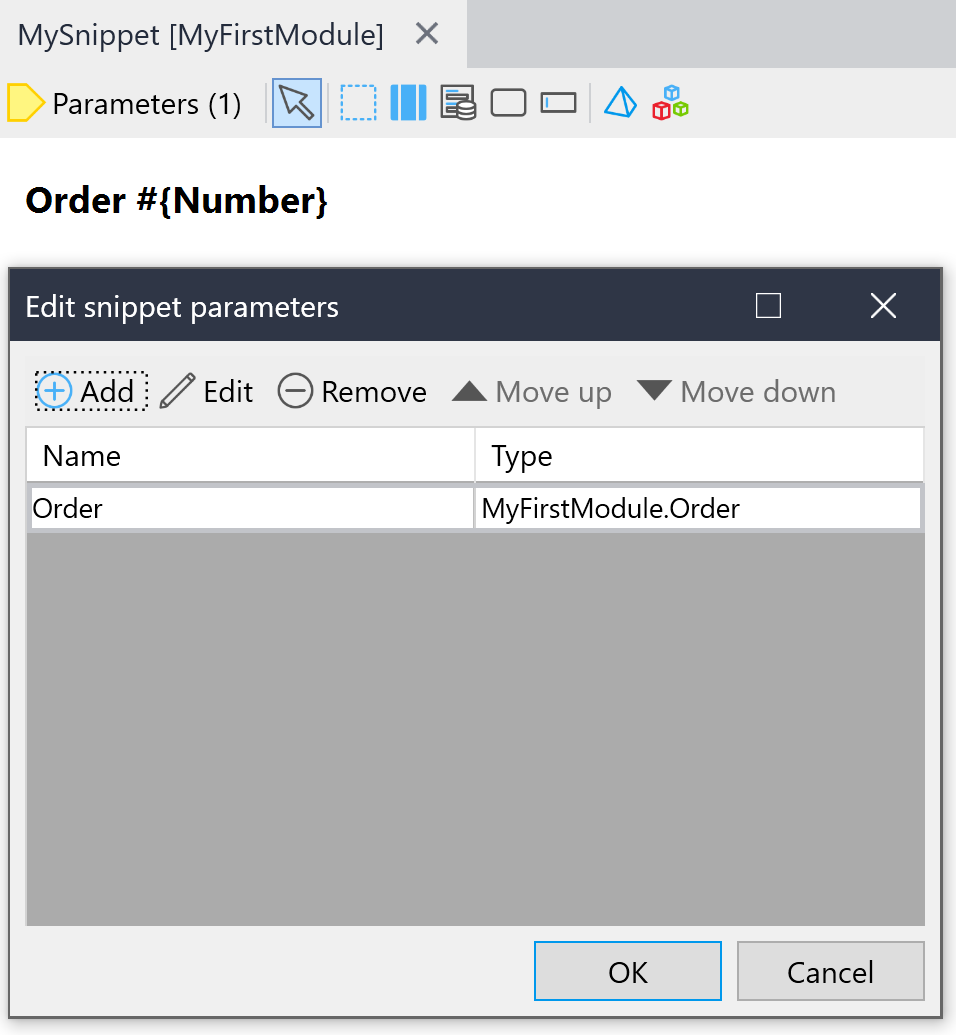 MySnippet [MyFirstModule]
Parameters (1)
Order #{Number}
Edit snippet parameters
Add Edit Remove Move up Move down
Name Type
Order MyFirstModule.Order
OK Cancel